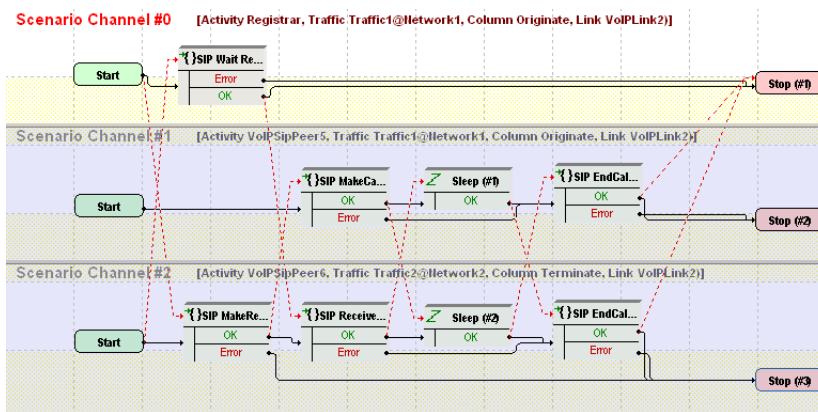 Scenario Channel #0 [Activity Registrar, Traffic Traffic1@Network1, Column Originate, Link VoIPLink2)]
{}SIP Wait Re...
Error
OK
Start
Stop (#1)
Scenario Channel #1 [Activity VoIPSipPeer5, Traffic Traffic1@Network1, Column Originate, Link VoIPLink2)]
{}SIP MakeCa...
OK
Error
Sleep (#1)
OK
{}SIP EndCal...
OK
Error
Start
Stop (#2)
Scenario Channel #2 [Activity VoIPSipPeer6, Traffic Traffic2@Network2, Column Terminate, Link VoIPLink2)]
{}SIP MakeRe...
OK
Error
{}SIP Receive...
OK
Error
Sleep (#2)
OK
{}SIP EndCal...
OK
Error
Start
Stop (#3)